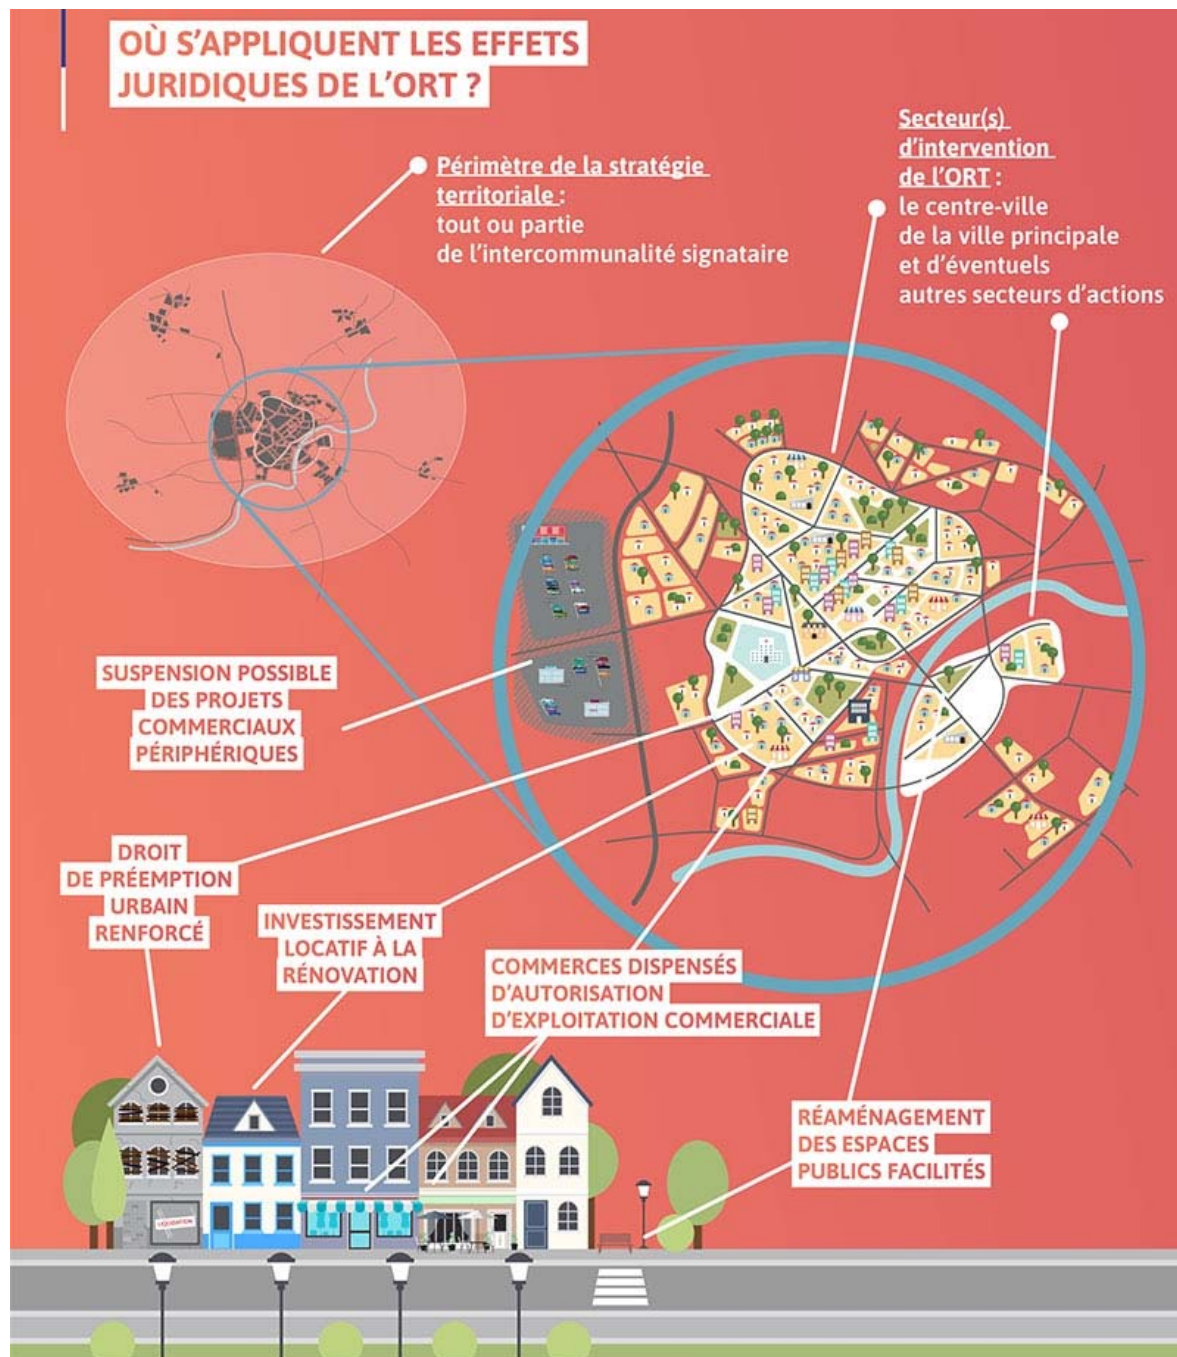 OÙ S'APPLIQUENT LES EFFETS
JURIDIQUES DE L'ORT ?
Périmètre de la stratégie
territoriale :
tout ou partie
de l'intercommunalité signataire
Secteur(s)
d'intervention
de l'ORT :
le centre-ville
de la ville principale
et d'éventuels
autres secteurs d'actions
SUSPENSION POSSIBLE
DES PROJETS
COMMERCIAUX
PÉRIPHÉRIQUES
DROIT
DE PRÉEMPTION
URBAIN
RENFORCÉ
INVESTISSEMENT
LOCATIF À LA
RÉNOVATION
COMMERCES DISPENSÉS
D'AUTORISATION
D'EXPLOITATION COMMERCIALE
RÉAMÉNAGEMENT
DES ESPACES
PUBLICS FACILITÉS
LIQUIDATION